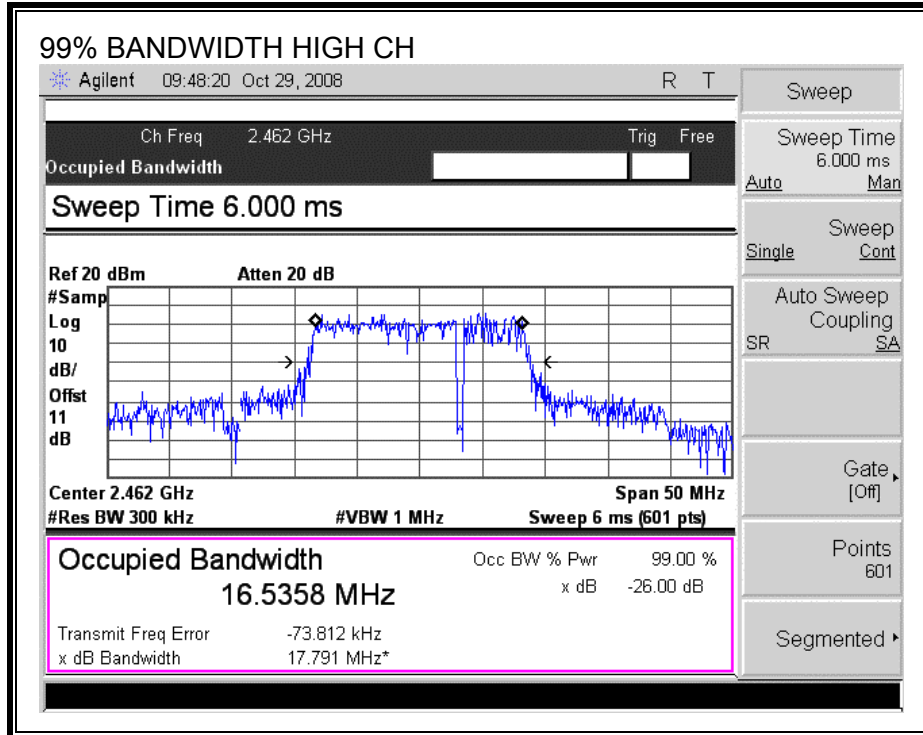 99% BANDWIDTH HIGH CH
Agilent 09:48:20 Oct 29, 2008 R T
Ch Freq 2.462 GHz Trig Free
Occupied Bandwidth
Sweep Time 6.000 ms
Ref 20 dBm Atten 20 dB
#Samp
Log
10
dB/
Offst
11
dB
Center 2.462 GHz Span 50 MHz
#Res BW 300 kHz #VBW 1 MHz Sweep 6 ms (601 pts)
Occupied Bandwidth Occ BW % Pwr 99.00 %
16.5358 MHz x dB -26.00 dB
Transmit Freq Error -73.812 kHz
x dB Bandwidth 17.791 MHz*
Sweep
Sweep Time
6.000 ms
Auto Man
Sweep
Single Cont
Auto Sweep
Coupling
SR SA
Gate
[Off]
Points
601
Segmented